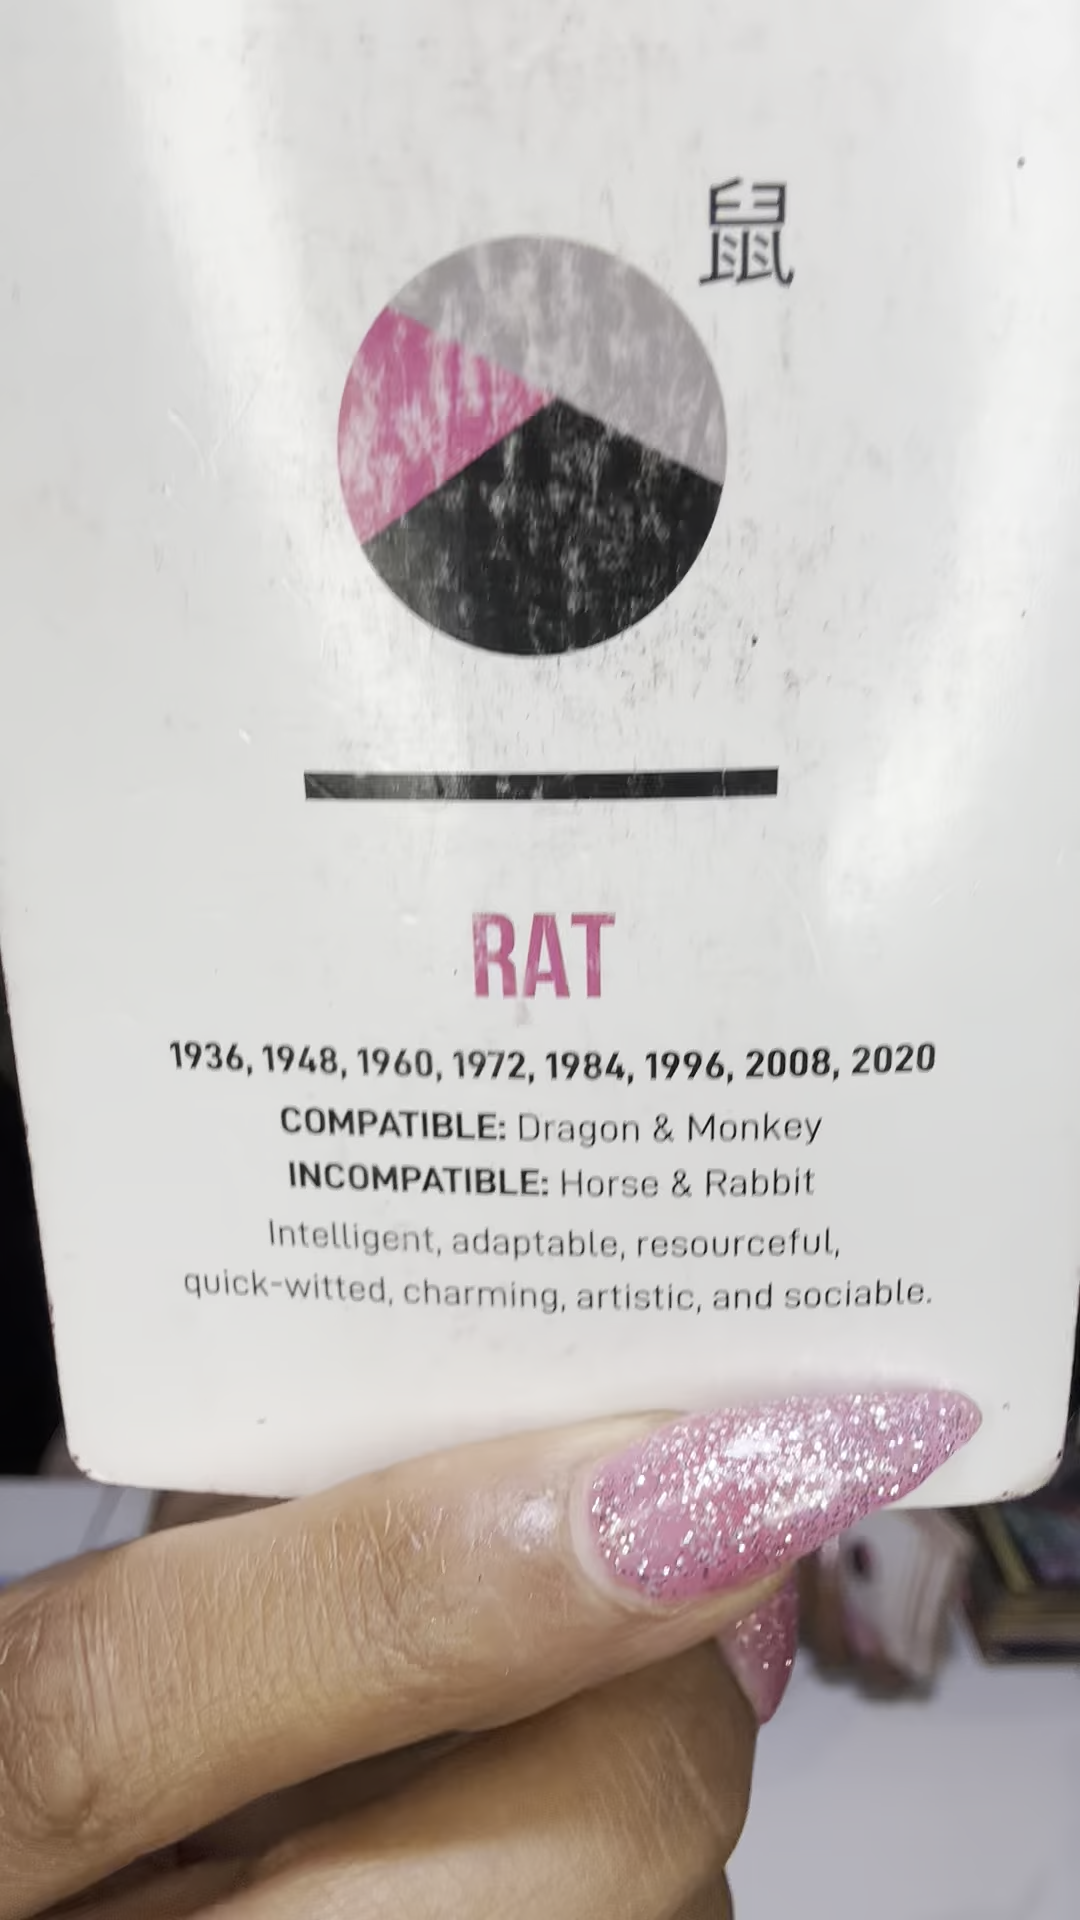 鼠
RAT
1936, 1948, 1960, 1972, 1984, 1996, 2008, 2020
COMPATIBLE: Dragon & Monkey
INCOMPATIBLE: Horse & Rabbit
Intelligent, adaptable, resourceful,
quick-witted, charming, artistic, and sociable.